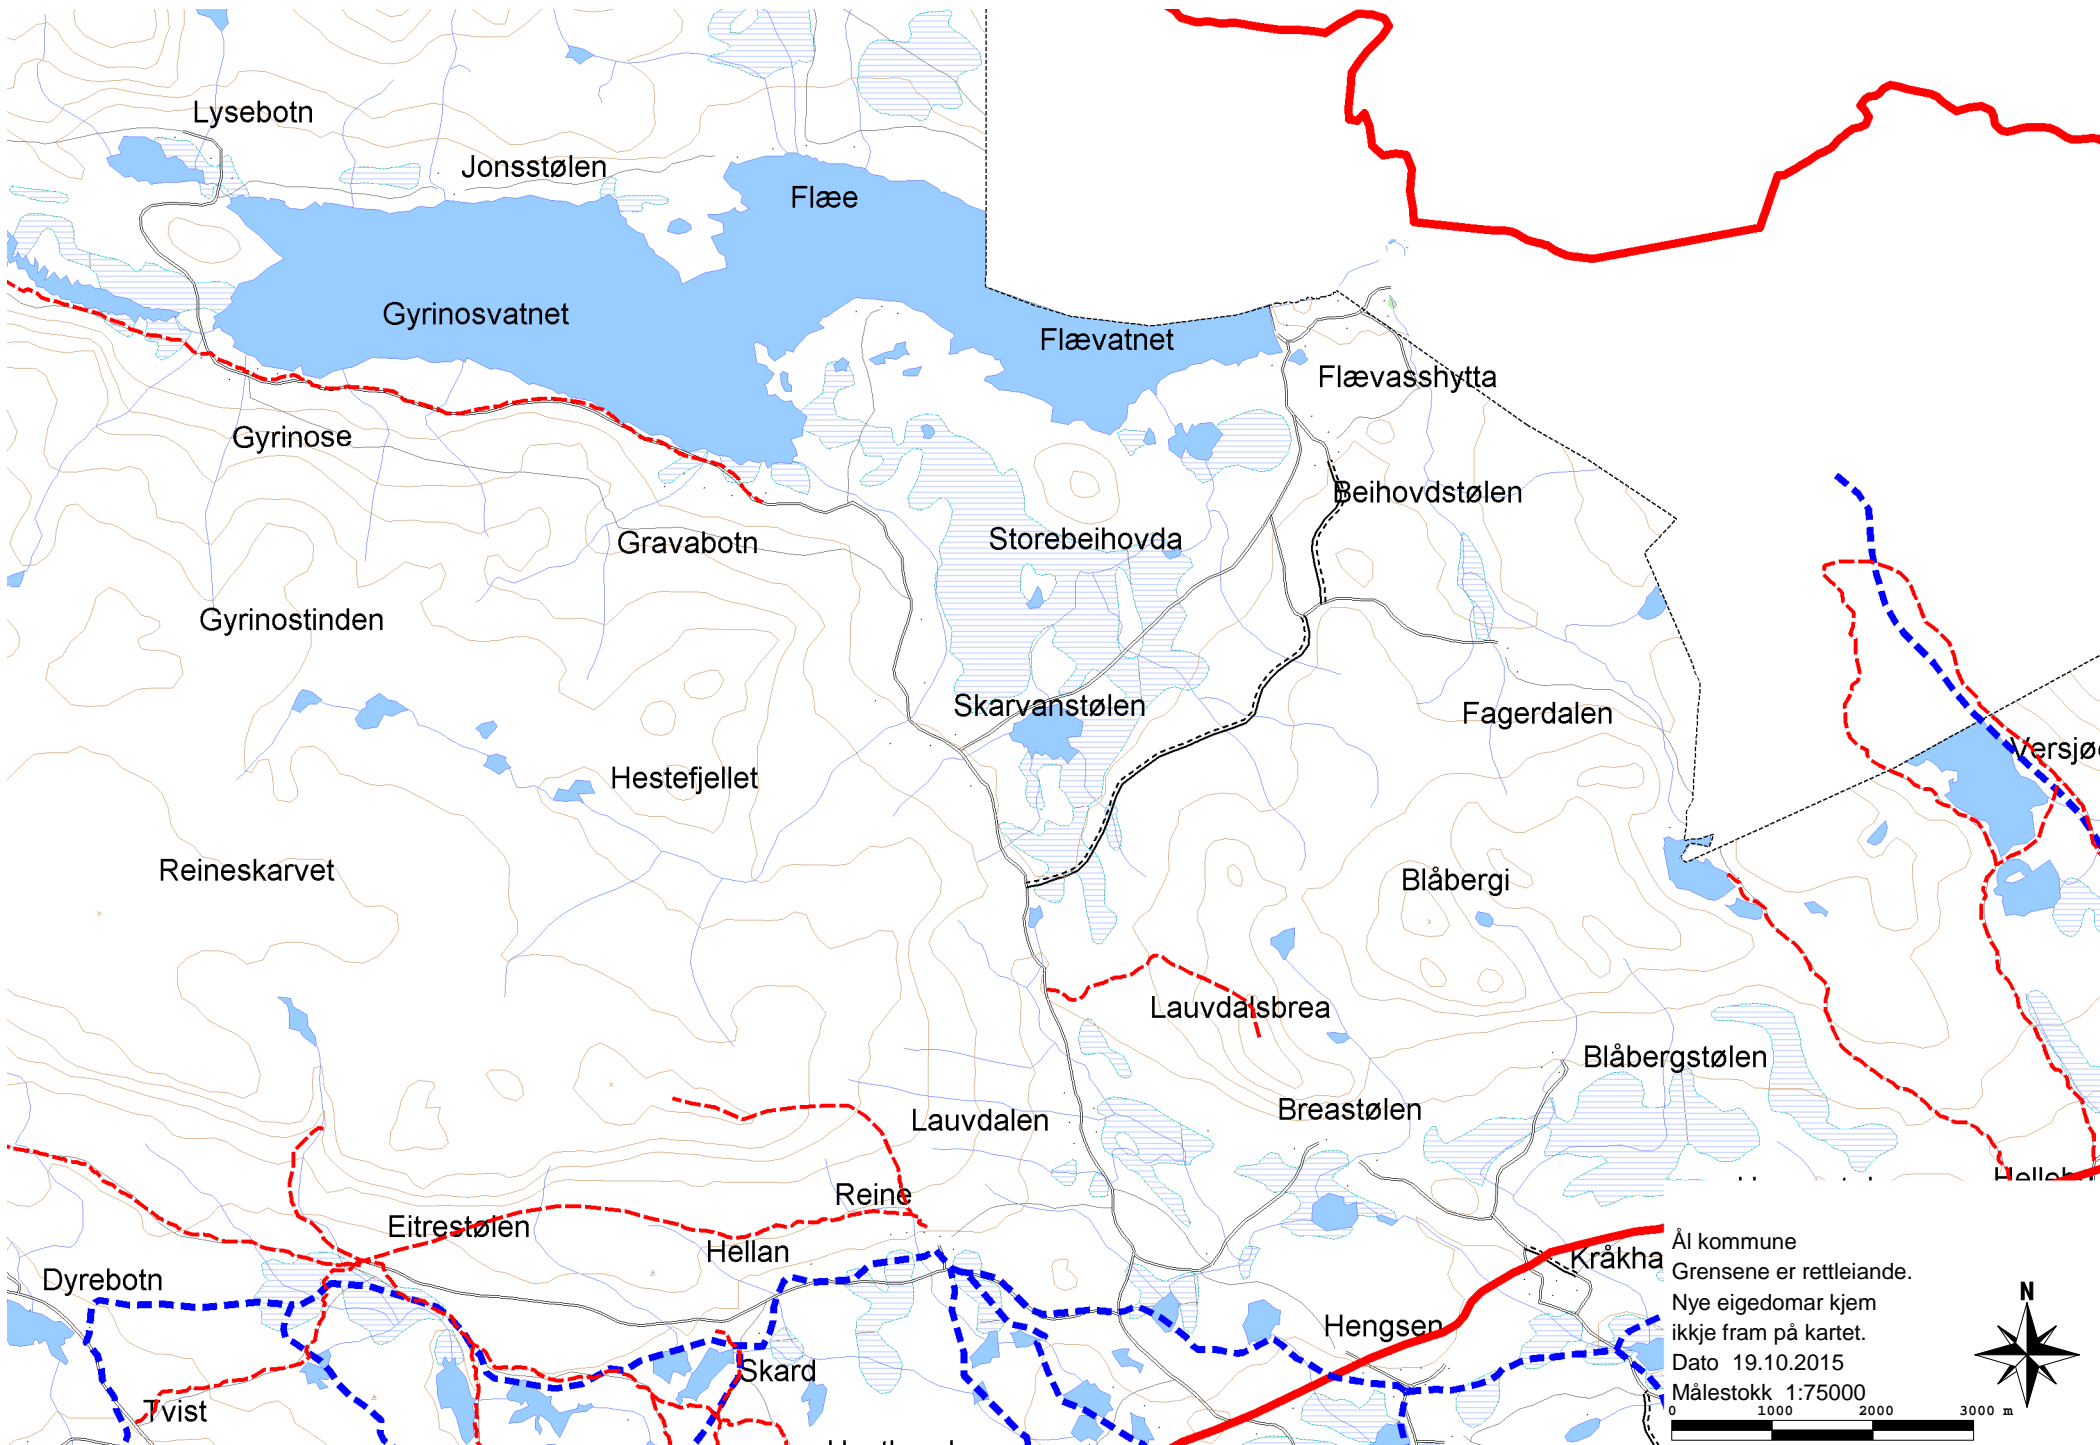 Lysebotn
Jonsstølen
Flæe
Gyrinosvatnet
Flævatnet
Flævasshytta
Gyrinose
Beihovdstølen
Gravabotn
Storebeihovda
Gyrinostinden
Skarvanstølen
Fagerdalen
Versjø
Hestefjellet
Reineskarvet
Blåbergi
Lauvdalsbrea
Blåbergstølen
Breastølen
Lauvdalen
Reine
Eitrestølen
Hellan
Kråkha
Dyrebotn
Hengsen
Skard
Tvist
Ål kommune
Grensene er rettleiande.
Nye eigedomar kjem
ikkje fram på kartet.
Dato 19.10.2015
Målestokk 1:75000
0 1000 2000 3000 m
N